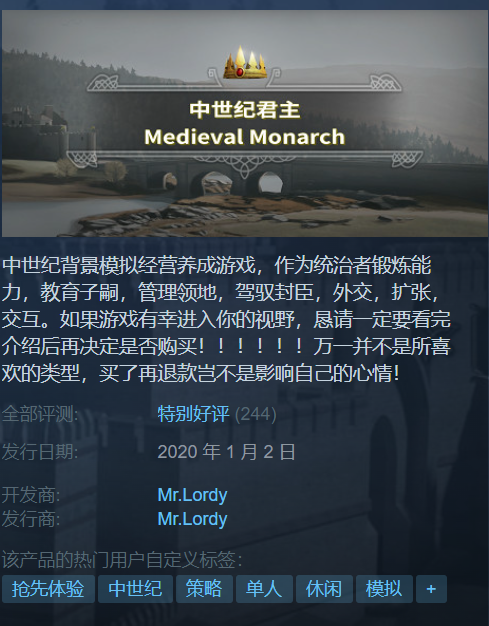 中世纪君主
Medieval Monarch
中世纪背景模拟经营养成游戏，作为统治者锻炼能
力，教育子嗣，管理领地，驾驭封臣，外交，扩张，
交互。如果游戏有幸进入你的视野，恳请一定要看完
介绍后再决定是否购买！！！！！！万一并不是所喜
欢的类型，买了再退款岂不是影响自己的心情！
全部评测: 特别好评 (244)
发行日期: 2020 年 1 月 2 日
开发商: Mr.Lordy
发行商: Mr.Lordy
该产品的热门用户自定义标签:
抢先体验 中世纪 策略 单人 休闲 模拟 +